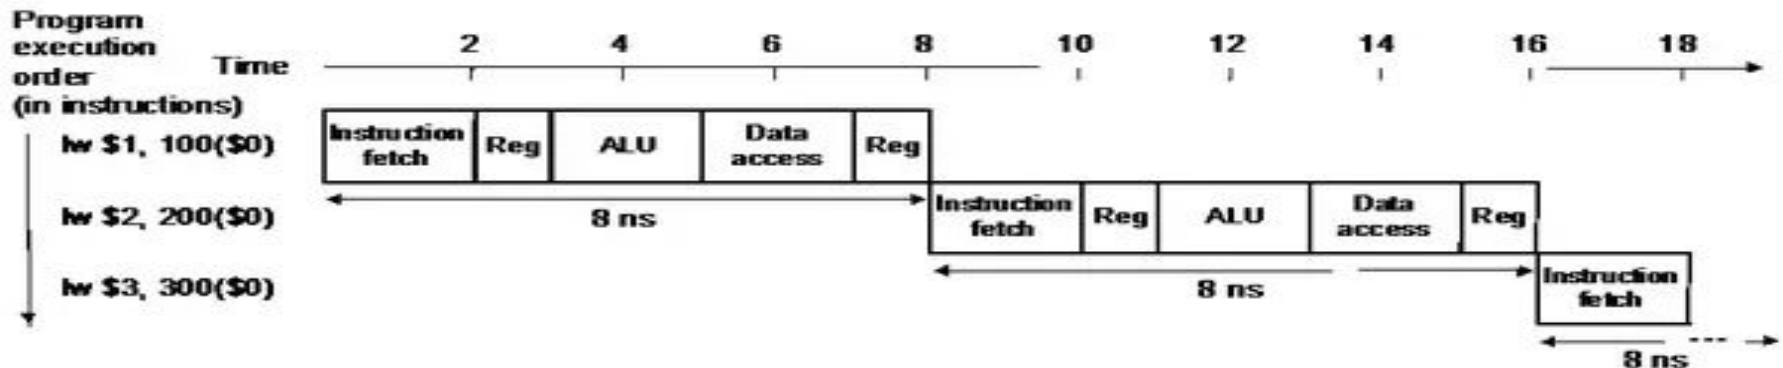 Program
execution
order
(in instructions)
Time
2 4 6 8 10 12 14 16 18
lw $1, 100($0)
Instruction fetch Reg ALU Data access Reg
8 ns
lw $2, 200($0)
Instruction fetch Reg ALU Data access Reg
8 ns
lw $3, 300($0)
Instruction fetch
8 ns